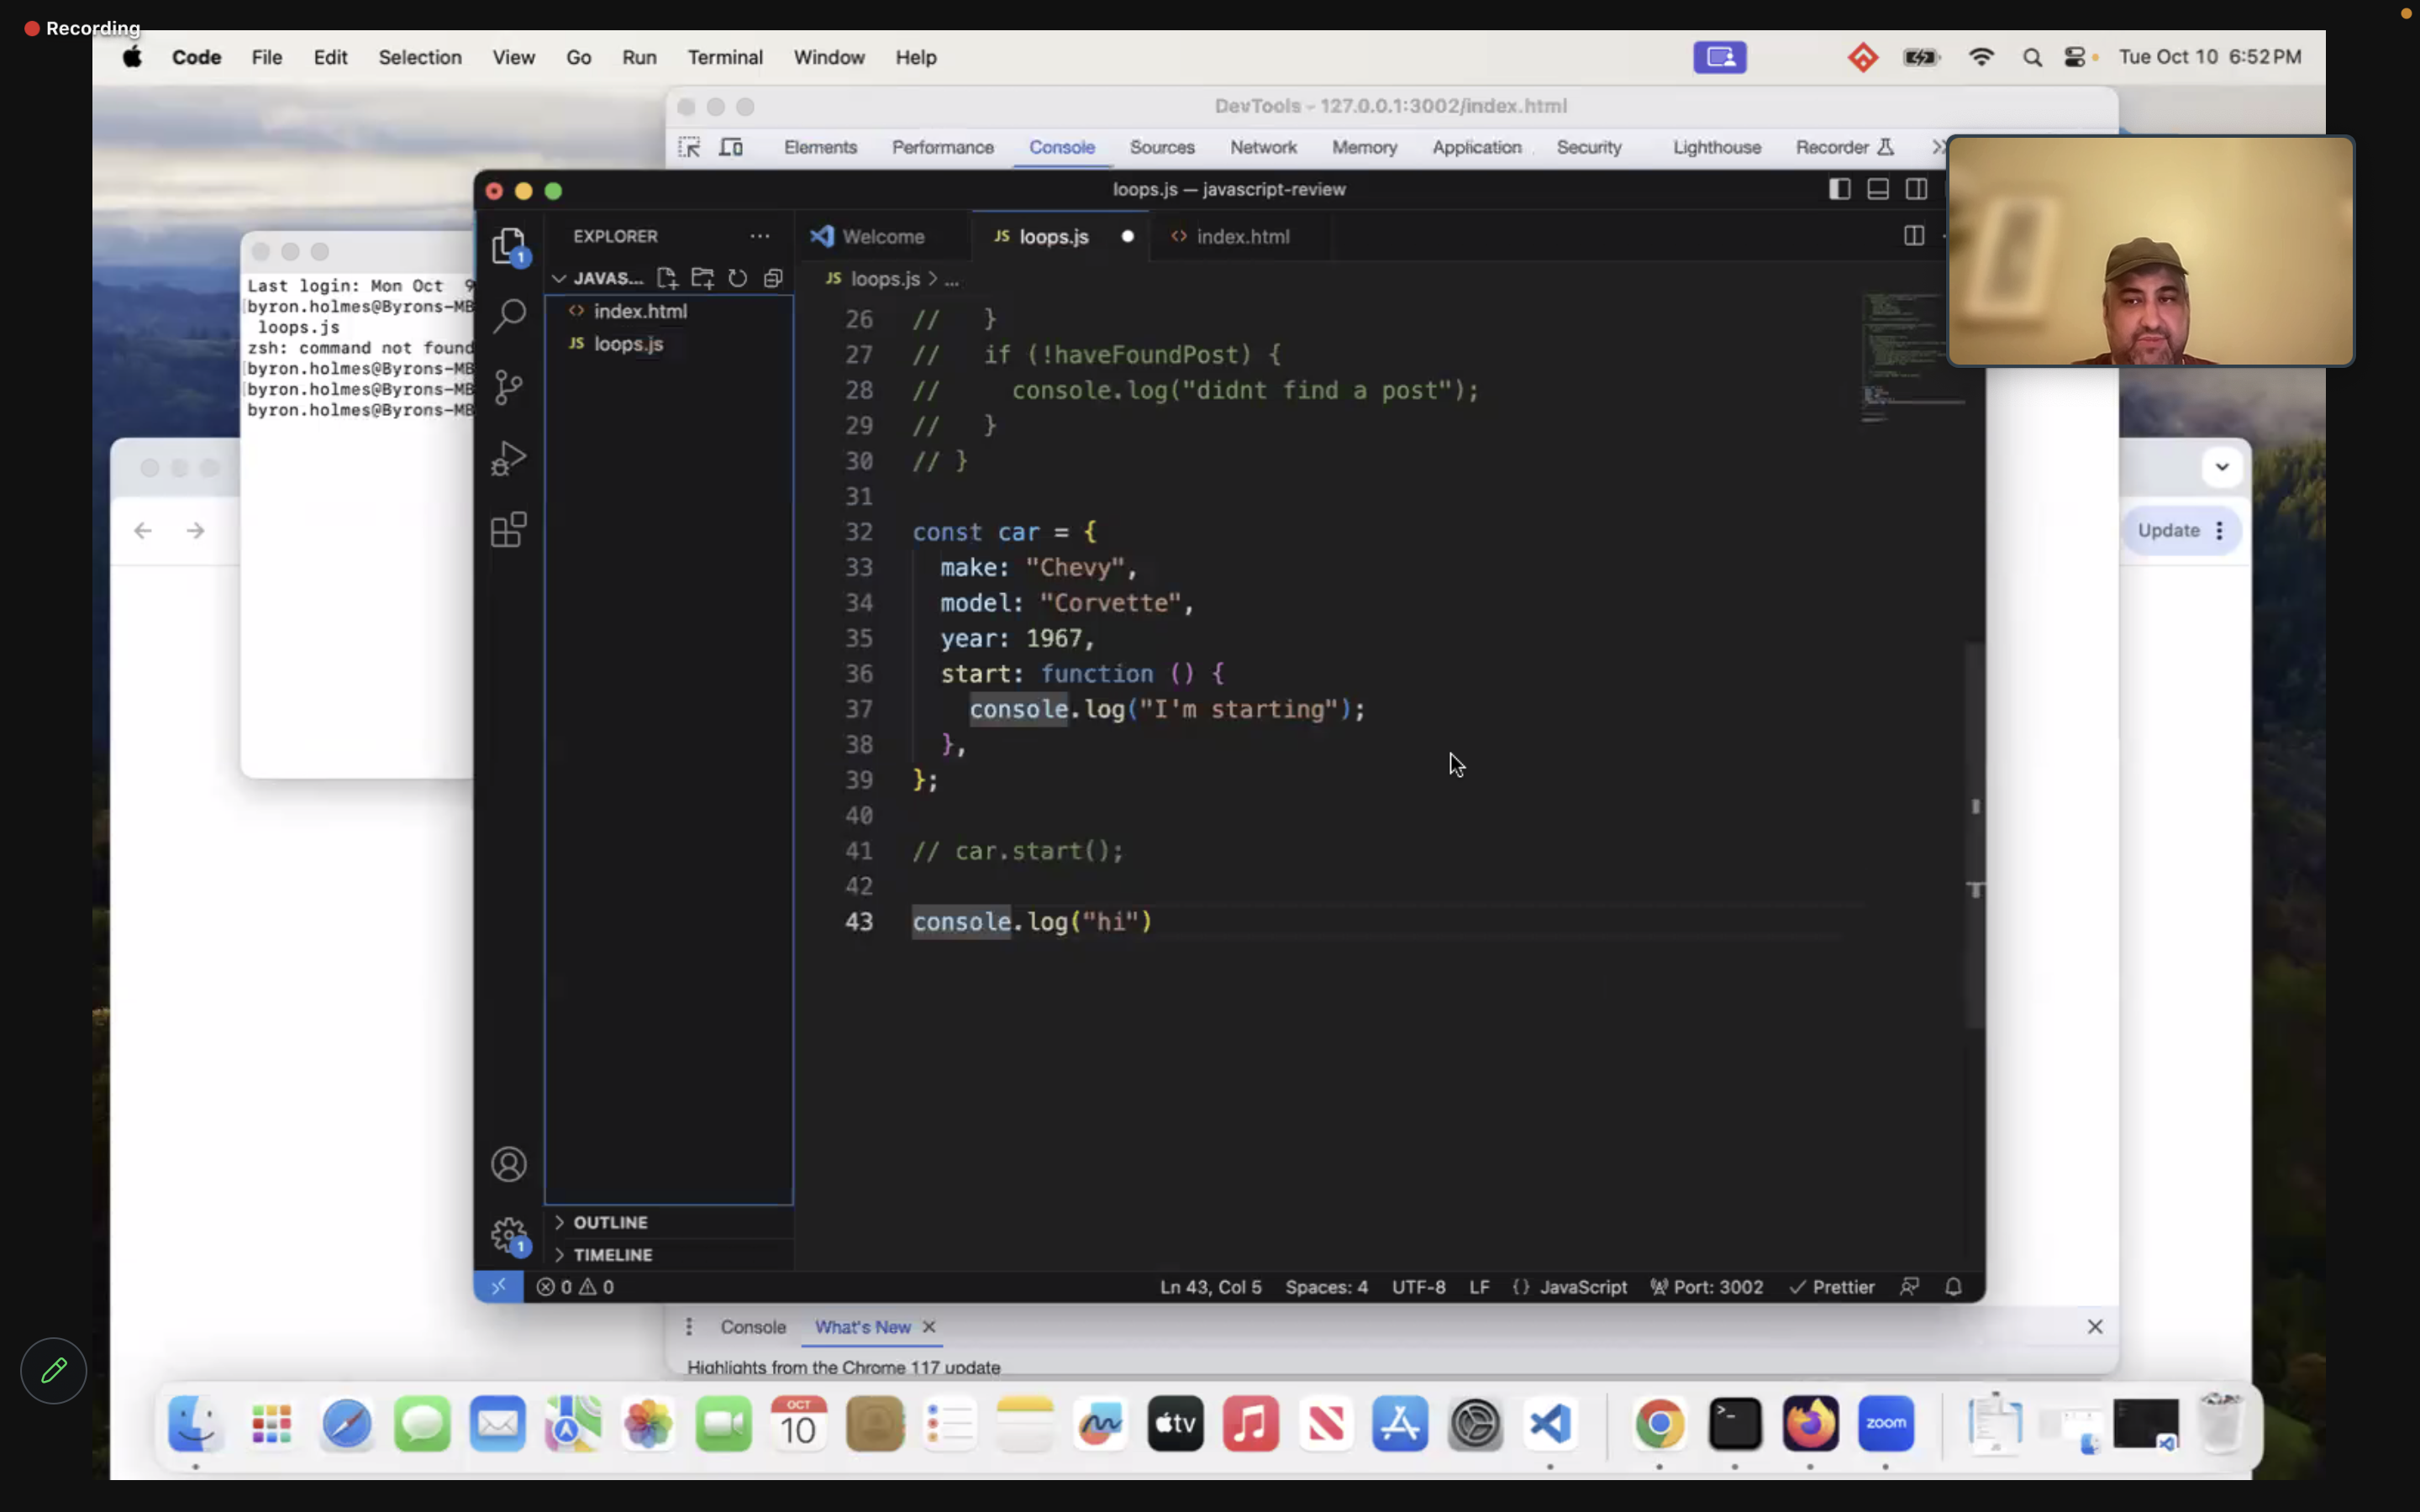 Recording
Code File Edit Selection View Go Run Terminal Window Help
Tue Oct 10 6:52 PM
DevTools - 127.0.0.1:3002/index.html
Elements Performance Console Sources Network Memory Application Security Lighthouse Recorder
loops.js — javascript-review
Last login: Mon Oct 9
byron.holmes@Byrons-MB
loops.js
zsh: command not found
byron.holmes@Byrons-MB
byron.holmes@Byrons-MB
byron.holmes@Byrons-MB
EXPLORER
JAVAS...
index.html
JS loops.js
OUTLINE
TIMELINE
Welcome JS loops.js index.html
JS loops.js > ...
26 //   }
27 //   if (!haveFoundPost) {
28 //     console.log("didnt find a post");
29 //   }
30 // }
31
32 const car = {
33   make: "Chevy",
34   model: "Corvette",
35   year: 1967,
36   start: function () {
37     console.log("I'm starting");
38   },
39 };
40
41 // car.start();
42
43 console.log("hi")
Update
0 0 Ln 43, Col 5 Spaces: 4 UTF-8 LF {} JavaScript Port: 3002 Prettier
Console What's New
Highlights from the Chrome 117 update
OCT
10
tv
zoom